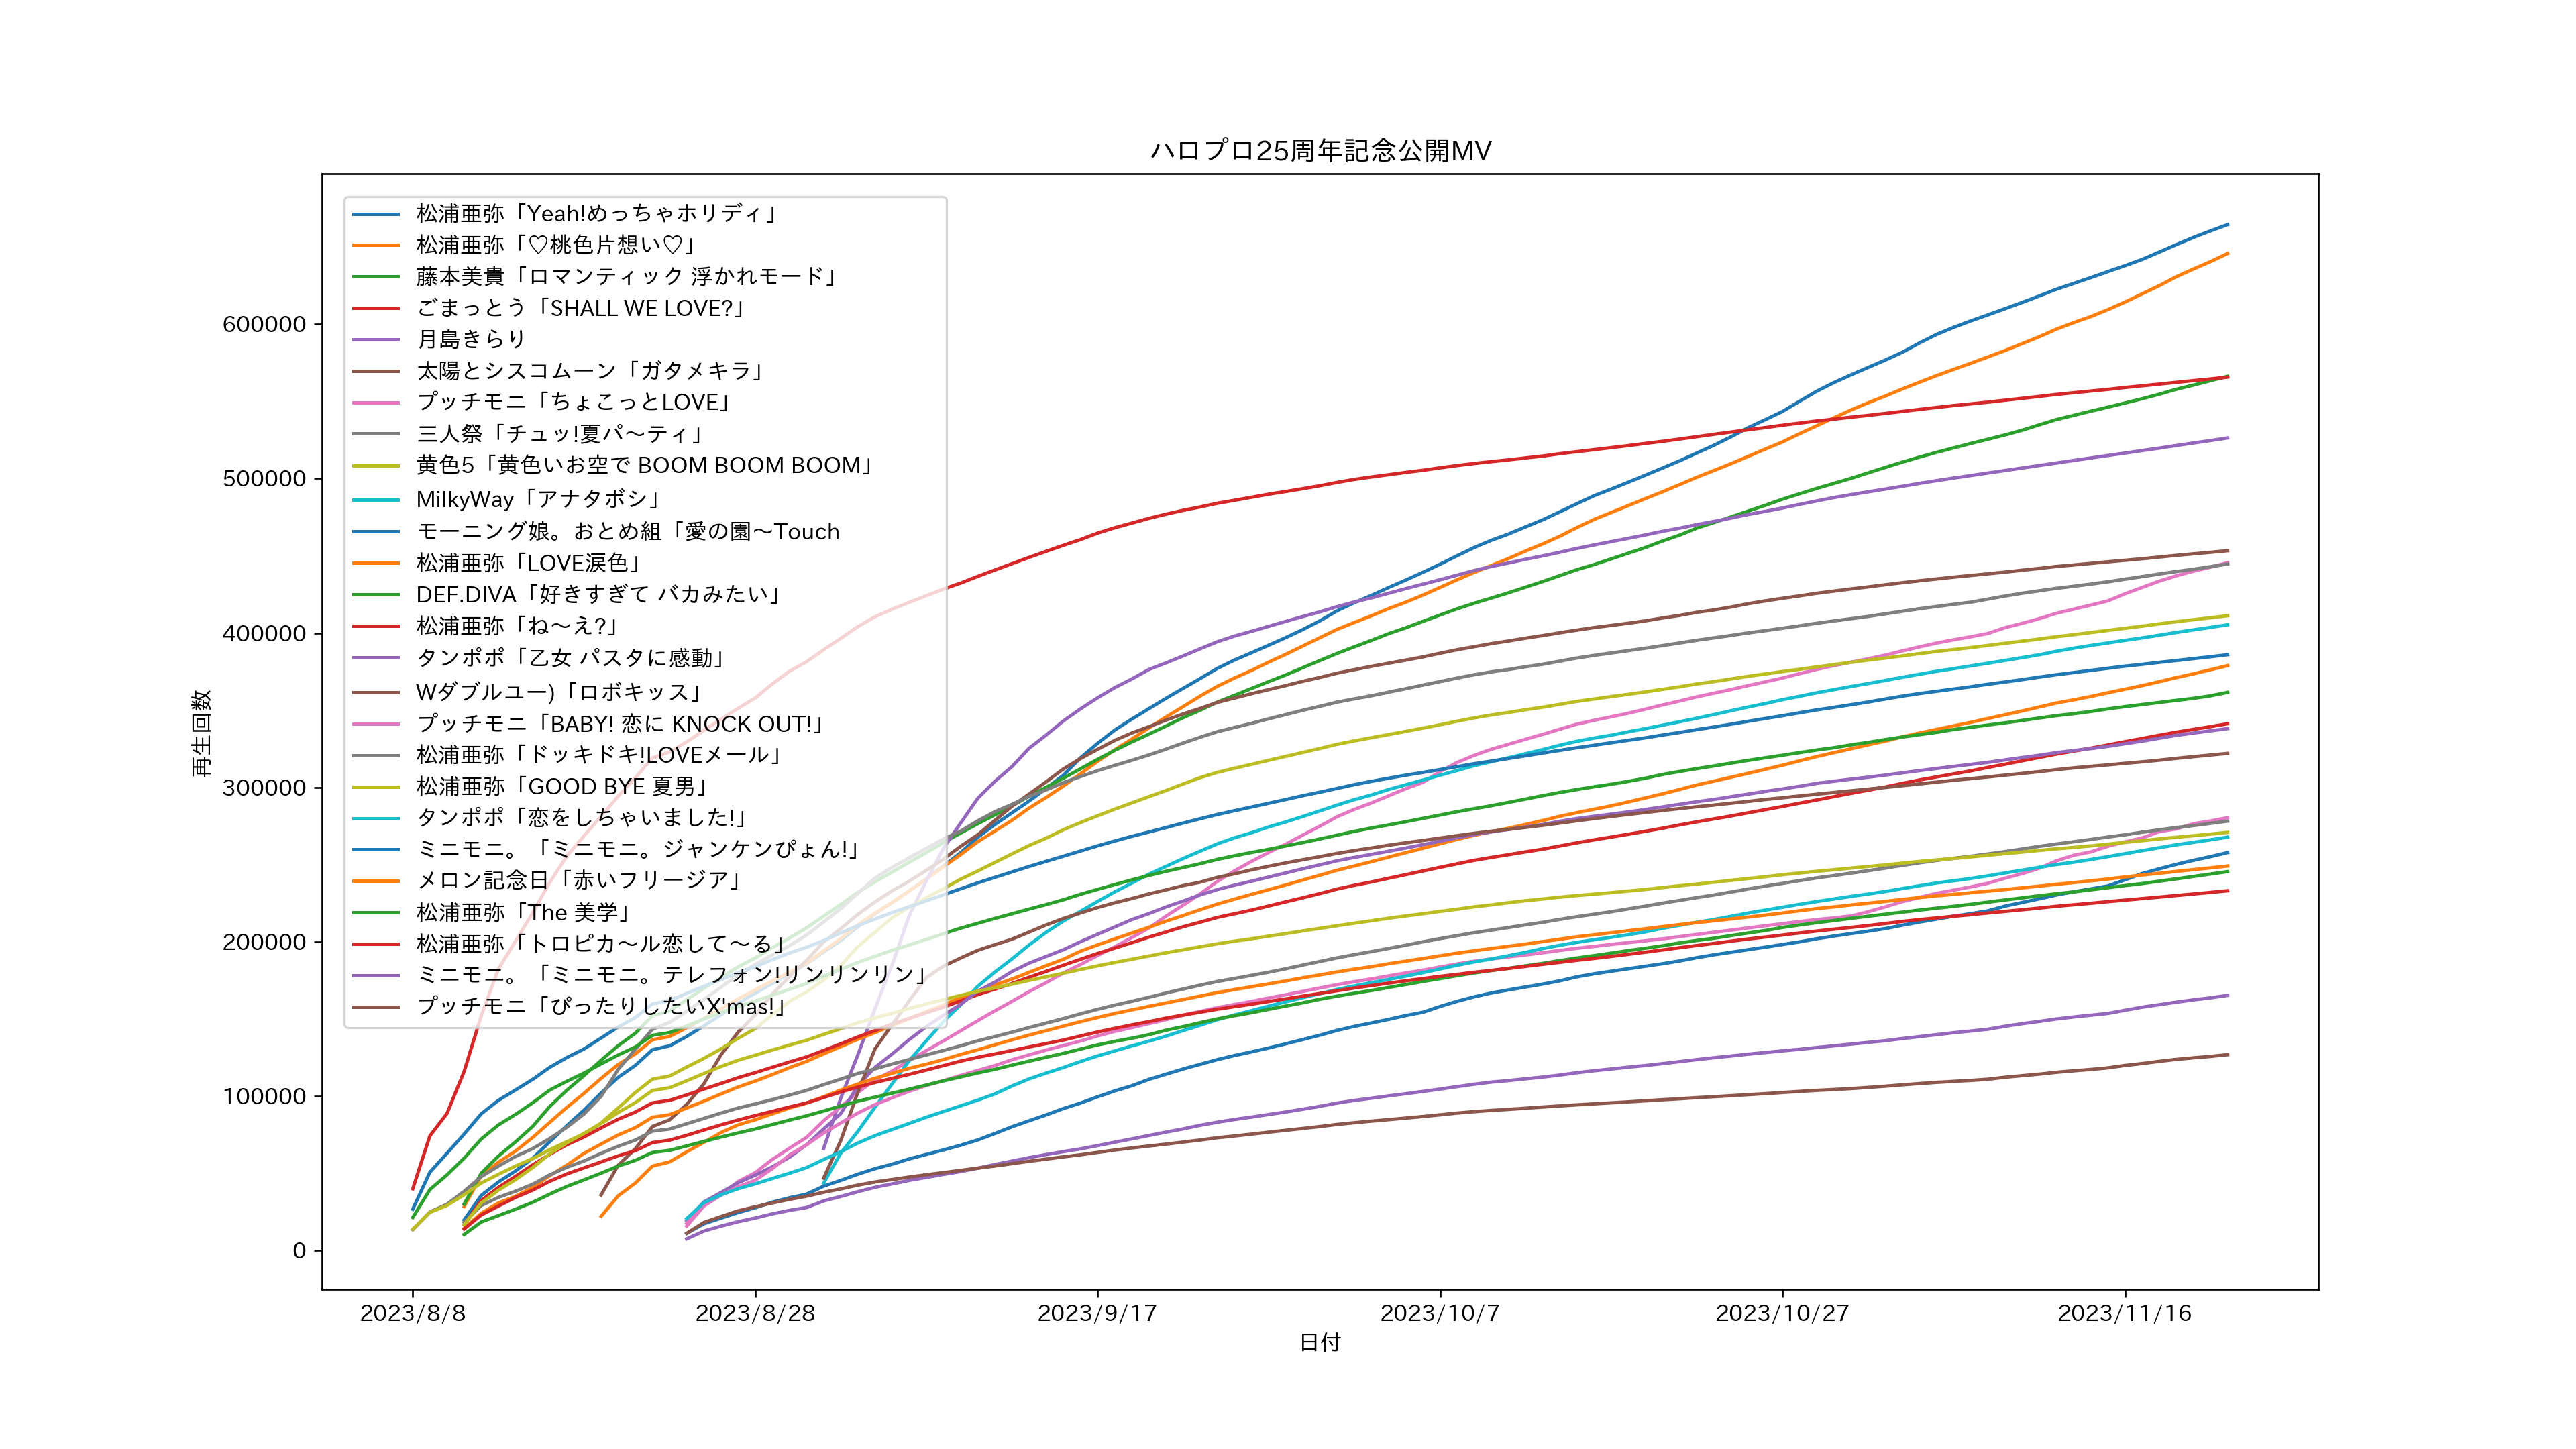 ハロプロ25周年記念公開MV
松浦亜弥「Yeah!めっちゃホリディ」
松浦亜弥「♡桃色片想い♡」
藤本美貴「ロマンティック 浮かれモード」
ごまっとう「SHALL WE LOVE?」
月島きらり
太陽とシスコムーン「ガタメキラ」
プッチモニ「ちょこっとLOVE」
三人祭「チュッ!夏パ〜ティ」
黄色5「黄色いお空で BOOM BOOM BOOM」
MilkyWay「アナタボシ」
モーニング娘。おとめ組「愛の園〜Touch
松浦亜弥「LOVE涙色」
DEF.DIVA「好きすぎて バカみたい」
松浦亜弥「ね〜え?」
タンポポ「乙女 パスタに感動」
Wダブルユー)「ロボキッス」
プッチモニ「BABY! 恋に KNOCK OUT!」
松浦亜弥「ドッキドキ!LOVEメール」
松浦亜弥「GOOD BYE 夏男」
タンポポ「恋をしちゃいました!」
ミニモニ。「ミニモニ。ジャンケンぴょん!」
メロン記念日「赤いフリージア」
松浦亜弥「The 美学」
松浦亜弥「トロピカ〜ル恋して〜る」
ミニモニ。「ミニモニ。テレフォン!リンリンリン」
プッチモニ「ぴったりしたいX'mas!」
再生回数
600000
500000
400000
300000
200000
100000
0
2023/8/8
2023/8/28
2023/9/17
2023/10/7
2023/10/27
2023/11/16
日付